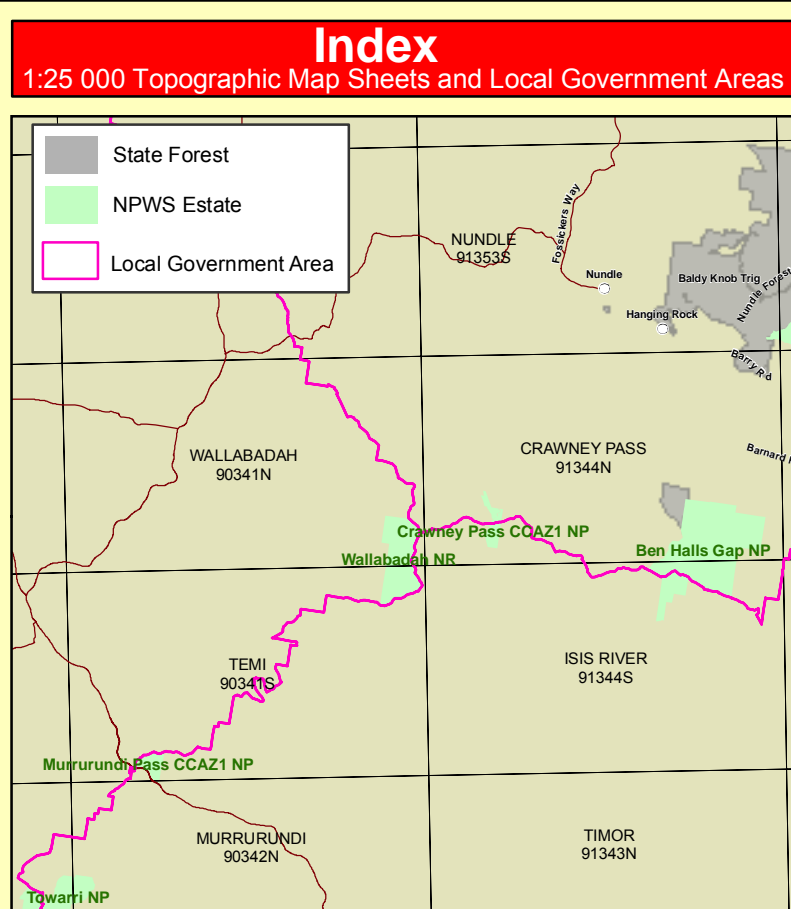 Index
1:25 000 Topographic Map Sheets and Local Government Areas
State Forest
NPWS Estate
Local Government Area
NUNDLE
91353S
Fossickers Way
Nundle
Baldy Knob Trig
Nundle Forest
Hanging Rock
Barry Rd
WALLABADAH
90341N
CRAWNEY PASS
91344N
Barnard
Crawney Pass CCAZ1 NP
Wallabadah NR
Ben Halls Gap NP
TEMI
90341S
ISIS RIVER
91344S
Murrurundi Pass CCAZ1 NP
MURRURUNDI
90342N
TIMOR
91343N
Towarri NP